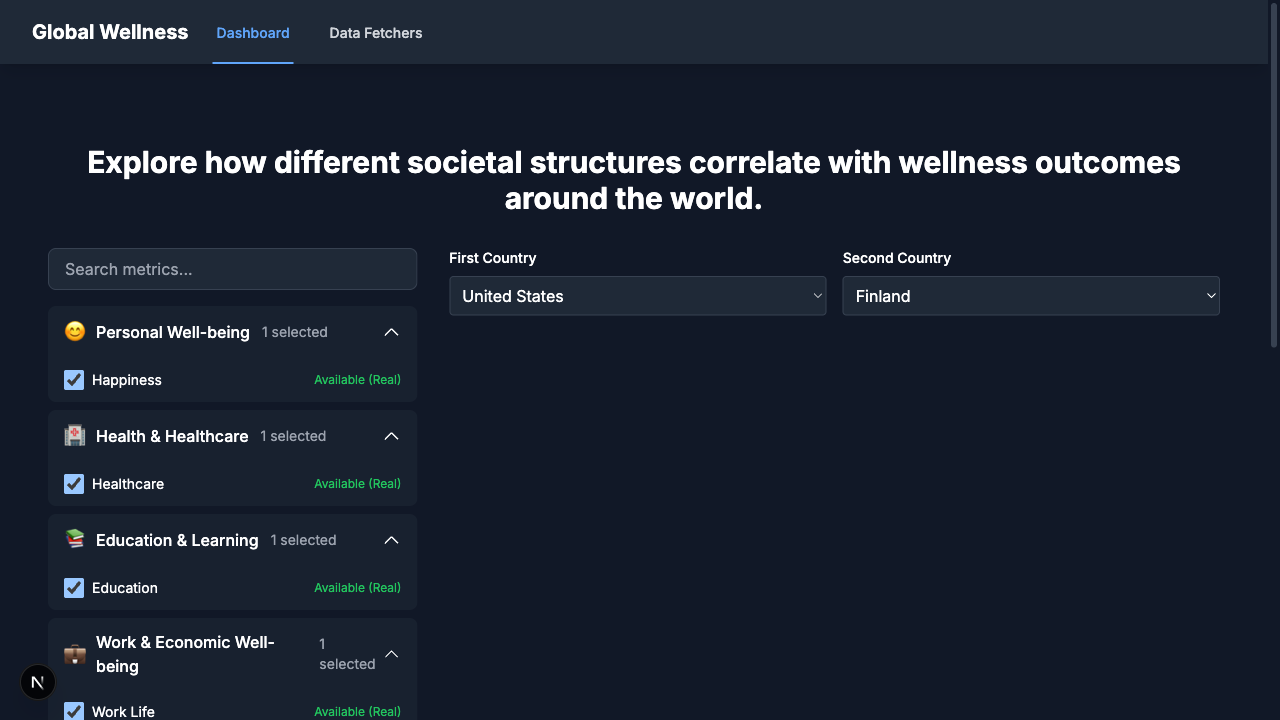 Global Wellness
Dashboard
Data Fetchers
Explore how different societal structures correlate with wellness outcomes
around the world.
Search metrics...
First Country
Second Country
United States
Finland
Personal Well-being
1 selected
Happiness
Available (Real)
Health & Healthcare
1 selected
Healthcare
Available (Real)
Education & Learning
1 selected
Education
Available (Real)
Work & Economic Well-
being
1
selected
Work Life
Available (Real)
N